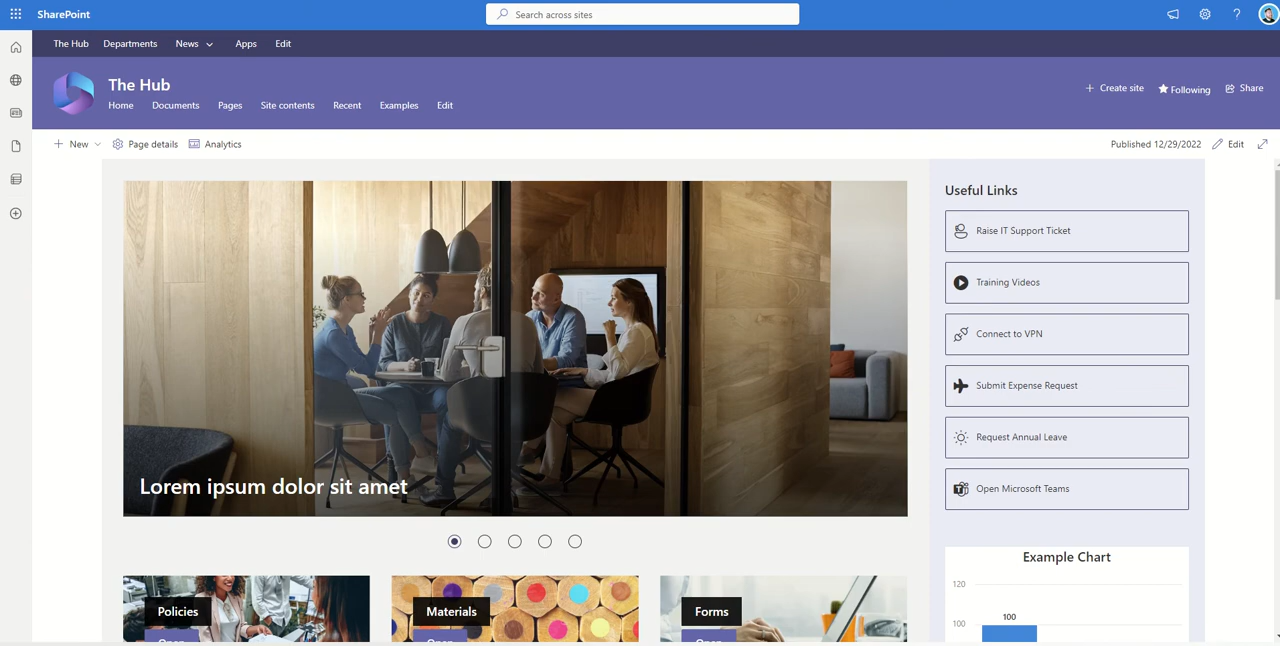 SharePoint
Search across sites
?
The Hub Departments News Apps Edit
The Hub
Home Documents Pages Site contents Recent Examples Edit
Create site Following Share
New Page details Analytics
Published 12/29/2022 Edit
Lorem ipsum dolor sit amet
Useful Links
Raise IT Support Ticket
Training Videos
Connect to VPN
Submit Expense Request
Request Annual Leave
Open Microsoft Teams
Example Chart
120
100
100
Policies Materials Forms
Open Open Open